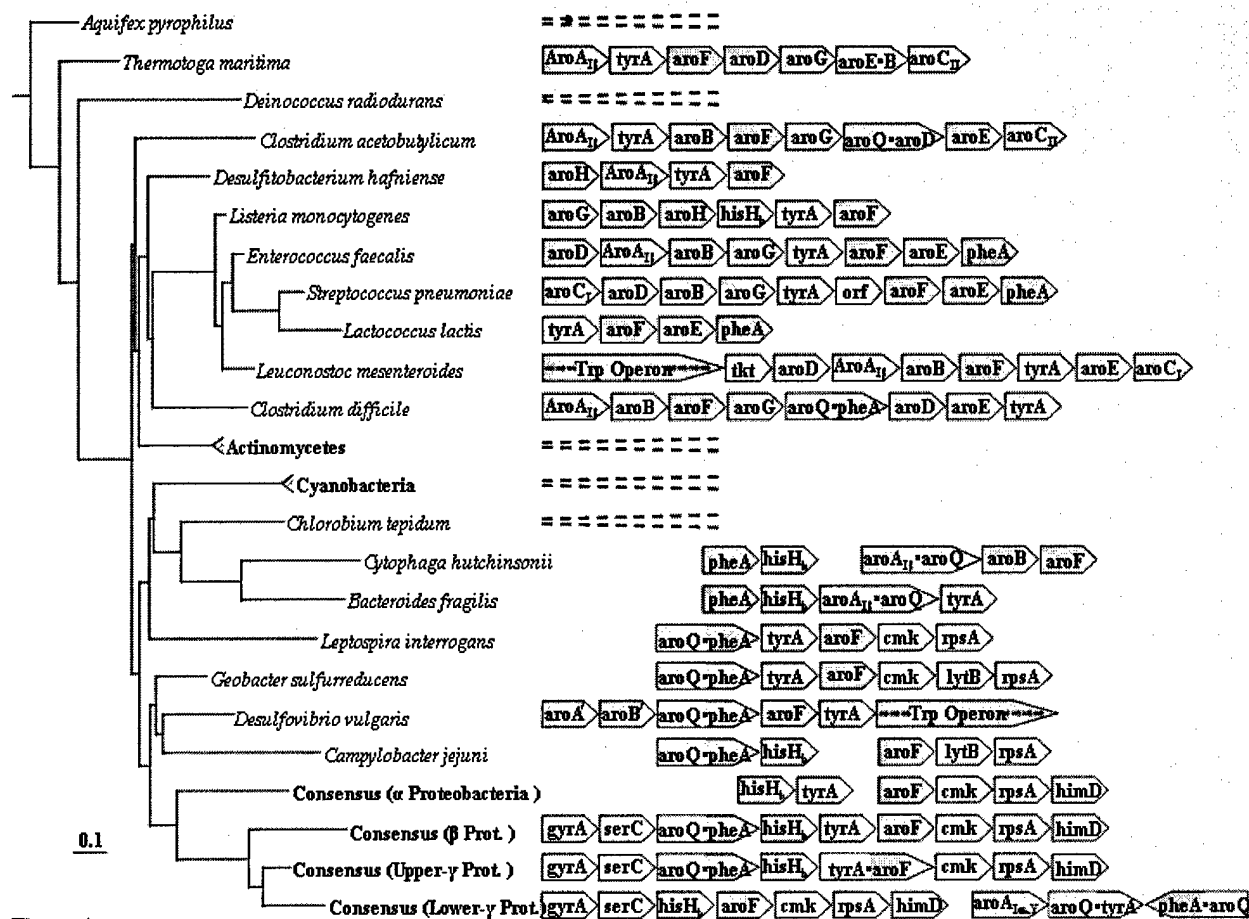 Aquifex pyrophilus = = = = = = = = = =
Thermotoga maritima AroA_Iβ tyrA aroF aroD aroG aroE▪B aroC_II
Deinococcus radiodurans = = = = = = = = = =
Clostridium acetobutylicum AroA_Iβ tyrA aroB aroF aroG aroQ▪aroD aroE aroC_II
Desulfitobacterium hafniense aroH AroA_Iβ tyrA aroF
Listeria monocytogenes aroG aroB aroH hisH_b tyrA aroF
Enterococcus faecalis aroD AroA_Iβ aroB aroG tyrA aroF aroE pheA
Streptococcus pneumoniae aroC_I aroD aroB aroG tyrA orf aroF aroE pheA
Lactococcus lactis tyrA aroF aroE pheA
Leuconostoc mesenteroides Trp Operon tkt aroD AroA_Iβ aroB aroF tyrA aroE aroC_I
Clostridium difficile AroA_Iβ aroB aroF aroG aroQ▪pheA aroD aroE tyrA
Actinomycetes = = = = = = = = = =
Cyanobacteria = = = = = = = = = =
Chlorobium tepidum = = = = = = = = = =
Cytophaga hutchinsonii pheA hisH_b aroA_Iβ▪aroQ aroB aroF
Bacteroides fragilis pheA hisH_b aroA_Iβ▪aroQ tyrA
Leptospira interrogans aroQ▪pheA tyrA aroF cmk rpsA
Geobacter sulfurreducens aroQ▪pheA tyrA aroF cmk lytB rpsA
Desulfovibrio vulgaris aroA' aroB' aroQ▪pheA aroF tyrA Trp Operon
Campylobacter jejuni aroQ▪pheA hisH_b aroF lytB rpsA
Consensus (α Proteobacteria ) hisH_b tyrA aroF cmk rpsA himD
0.1
Consensus (β Prot. ) gyrA serC aroQ▪pheA hisH_b tyrA aroF cmk rpsA himD
Consensus (Upper-γ Prot. ) gyrA serC aroQ▪pheA hisH_b tyrA▪aroF cmk rpsA himD
Consensus (Lower-γ Prot.) gyrA serC hisH_b aroF cmk rpsA himD aroA_Iα,Y aroQ▪tyrA pheA▪aroQ